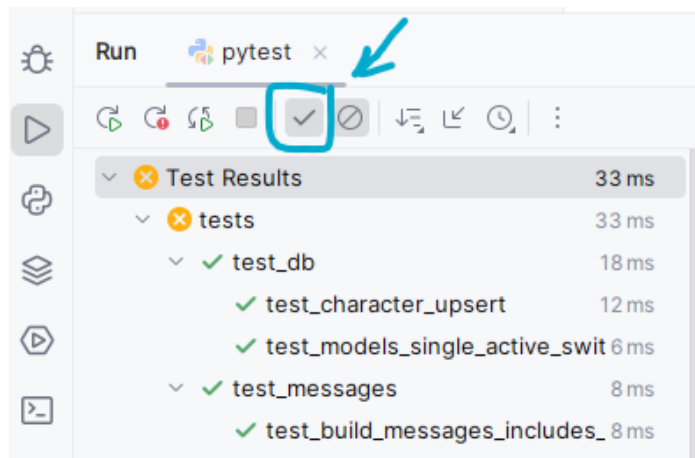 Run pytest
Test Results 33 ms
tests 33 ms
test_db 18 ms
test_character_upsert 12 ms
test_models_single_active_swit 6 ms
test_messages 8 ms
test_build_messages_includes_ 8 ms